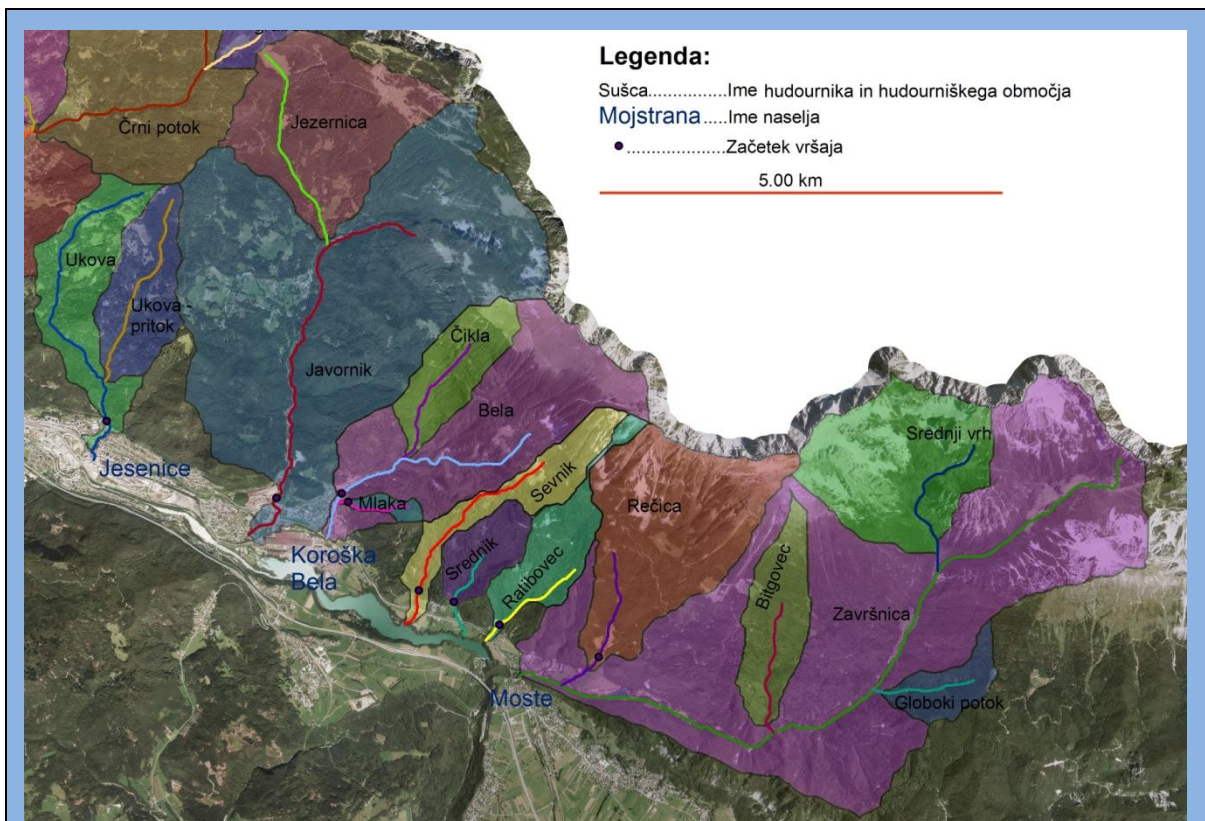 Legenda:
Sušca................Ime hudournika in hudourniškega območja
Mojstrana.....Ime naselja
•.....................Začetek vršaja
5.00 km
Črni potok
Jezernica
Ukova
Ukova -
pritok
Javornik
Čikla
Bela
Srednji vrh
Jesenice
Mlaka
Sevnik
Rečica
Koroška
Bela
Srednik
Ratibovec
Bitgovec
Završnica
Moste
Globoki potok